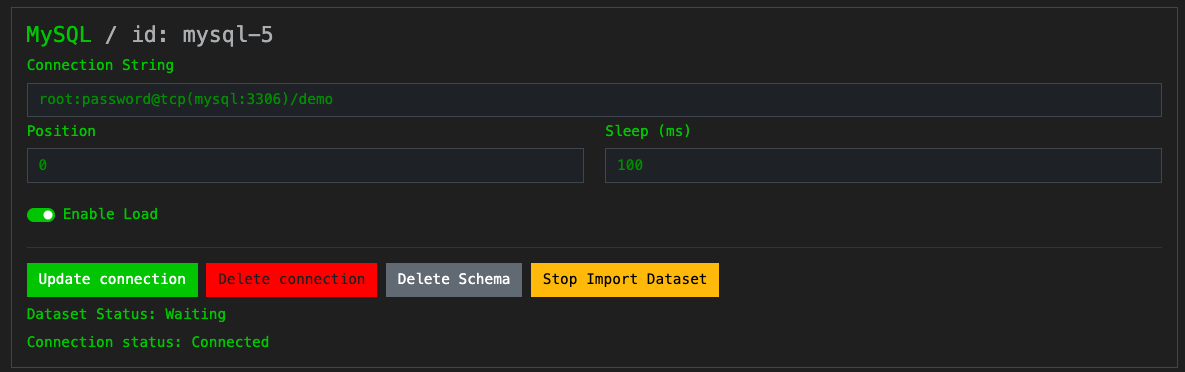 MySQL / id: mysql-5
Connection String
root:password@tcp(mysql:3306)/demo
Position Sleep (ms)
0 100
Enable Load
Update connection Delete connection Delete Schema Stop Import Dataset
Dataset Status: Waiting
Connection status: Connected